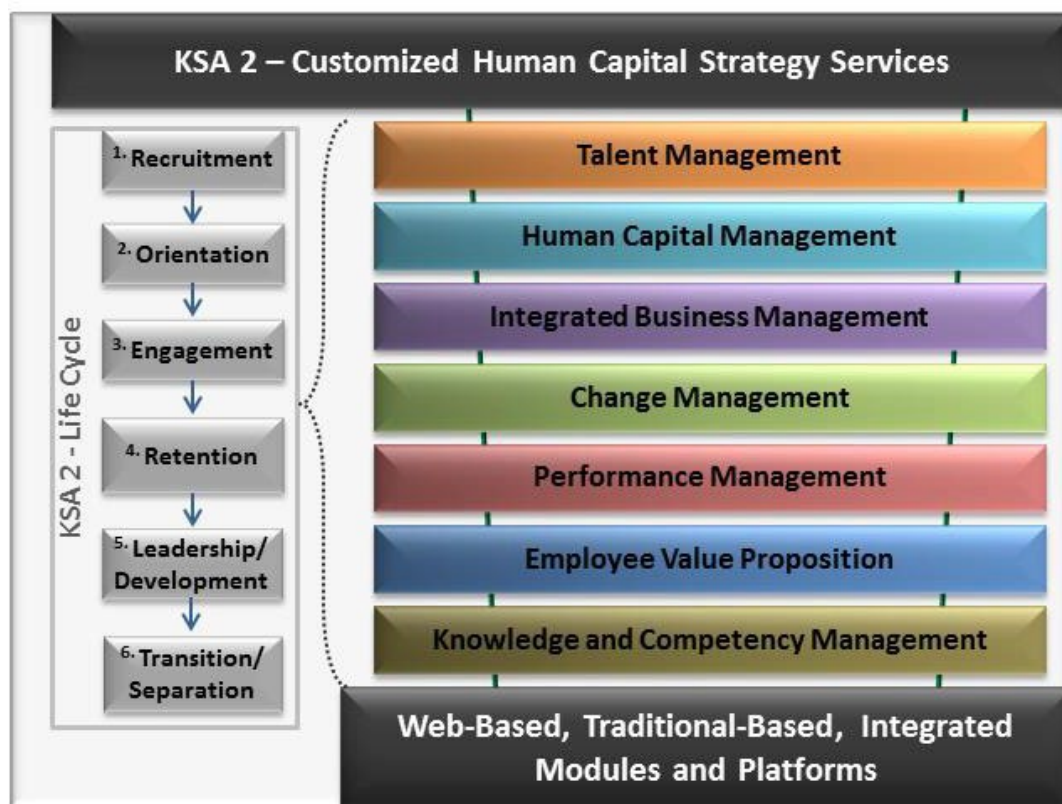 KSA 2 – Customized Human Capital Strategy Services
KSA 2 - Life Cycle
1. Recruitment
2. Orientation
3. Engagement
4. Retention
5. Leadership/
Development
6. Transition/
Separation
Talent Management
Human Capital Management
Integrated Business Management
Change Management
Performance Management
Employee Value Proposition
Knowledge and Competency Management
Web-Based, Traditional-Based, Integrated
Modules and Platforms